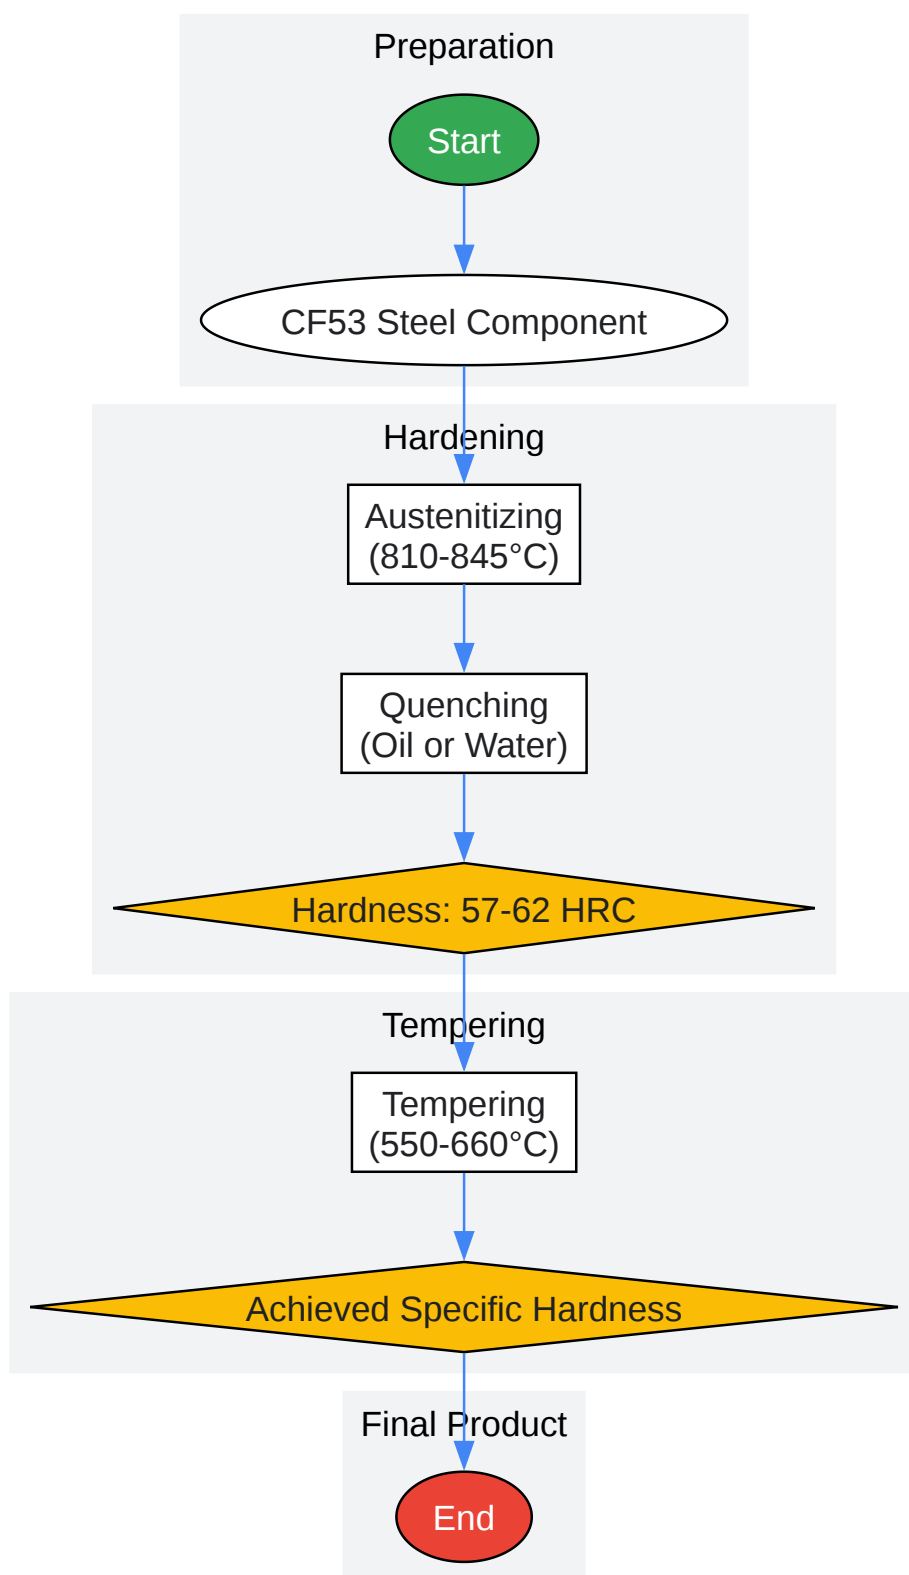 Preparation
Start
CF53 Steel Component
Hardening
Austenitizing
(810-845°C)
Quenching
(Oil or Water)
Hardness: 57-62 HRC
Tempering
Tempering
(550-660°C)
Achieved Specific Hardness
Final Product
End